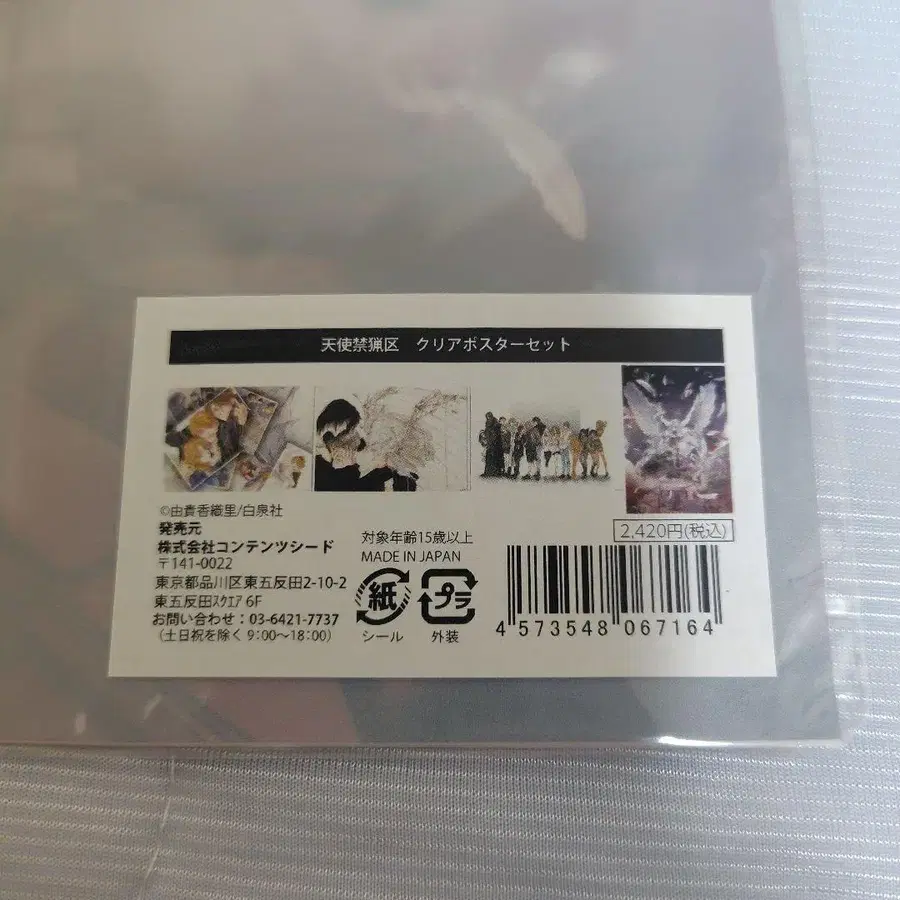 天使禁猟区　クリアポスターセット
©由貴香織里/白泉社
発売元
株式会社コンテンツシード
〒141-0022
東京都品川区東五反田2-10-2
東五反田ｽｸｴｱ 6F
お問い合わせ：03-6421-7737
（土日祝を除く 9:00～18:00）
対象年齢15歳以上
MADE IN JAPAN
紙
シール
プラ
外装
2,420円(税込)
4 573548 067164